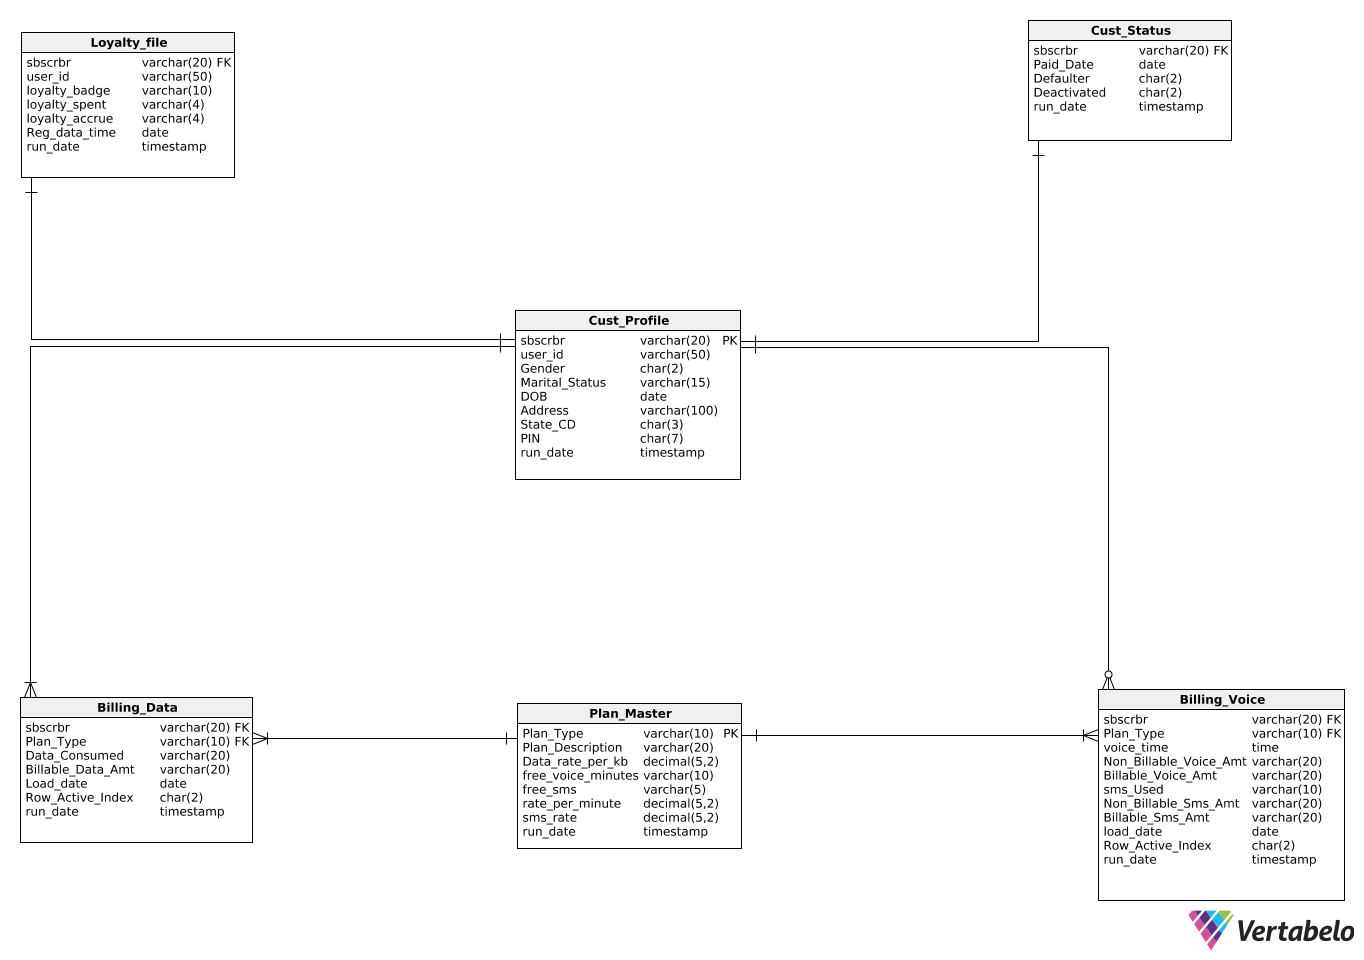 Loyalty_file
sbscrbr varchar(20) FK
user_id varchar(50)
loyalty_badge varchar(10)
loyalty_spent varchar(4)
loyalty_accrue varchar(4)
Reg_data_time date
run_date timestamp
Cust_Status
sbscrbr varchar(20) FK
Paid_Date date
Defaulter char(2)
Deactivated char(2)
run_date timestamp
Cust_Profile
sbscrbr varchar(20) PK
user_id varchar(50)
Gender char(2)
Marital_Status varchar(15)
DOB date
Address varchar(100)
State_CD char(3)
PIN char(7)
run_date timestamp
Billing_Data
sbscrbr varchar(20) FK
Plan_Type varchar(10) FK
Data_Consumed varchar(20)
Billable_Data_Amt varchar(20)
Load_date date
Row_Active_Index char(2)
run_date timestamp
Plan_Master
Plan_Type varchar(10) PK
Plan_Description varchar(20)
Data_rate_per_kb decimal(5,2)
free_voice_minutes varchar(10)
free_sms varchar(5)
rate_per_minute decimal(5,2)
sms_rate decimal(5,2)
run_date timestamp
Billing_Voice
sbscrbr varchar(20) FK
Plan_Type varchar(10) FK
voice_time time
Non_Billable_Voice_Amt varchar(20)
Billable_Voice_Amt varchar(20)
sms_Used varchar(10)
Non_Billable_Sms_Amt varchar(20)
Billable_Sms_Amt varchar(20)
load_date date
Row_Active_Index char(2)
run_date timestamp
Vertabelo